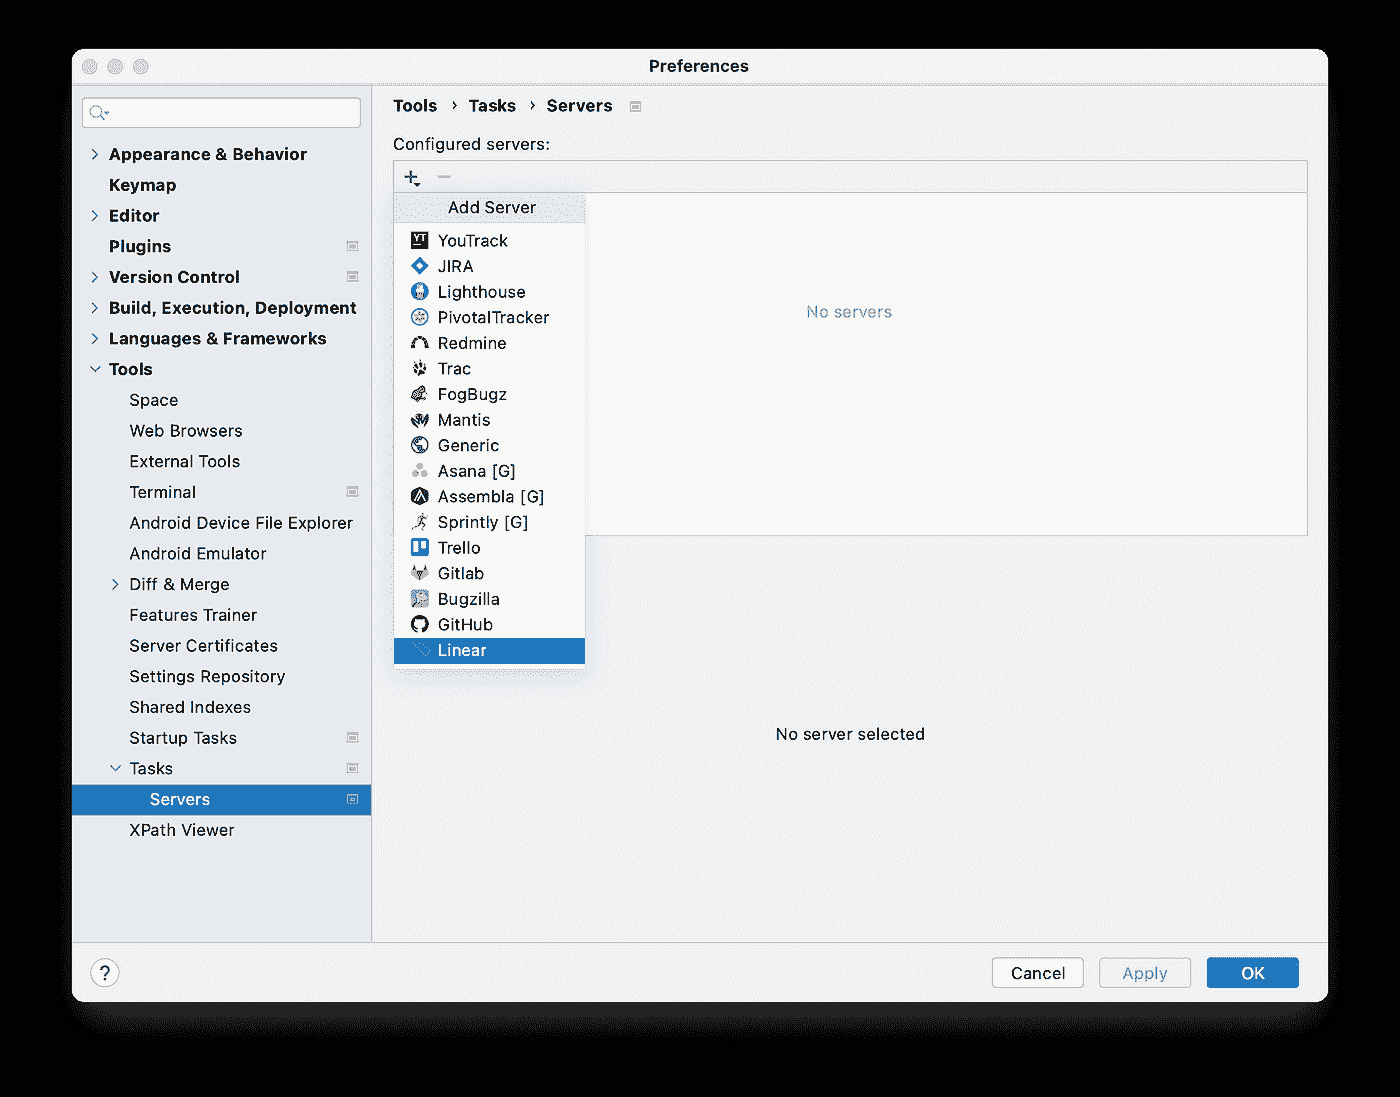 Preferences
Appearance & Behavior
Keymap
Editor
Plugins
Version Control
Build, Execution, Deployment
Languages & Frameworks
Tools
Space
Web Browsers
External Tools
Terminal
Android Device File Explorer
Android Emulator
Diff & Merge
Features Trainer
Server Certificates
Settings Repository
Shared Indexes
Startup Tasks
Tasks
Servers
XPath Viewer
Tools › Tasks › Servers
Configured servers:
Add Server
YouTrack
JIRA
Lighthouse
PivotalTracker
Redmine
Trac
FogBugz
Mantis
Generic
Asana [G]
Assembla [G]
Sprintly [G]
Trello
Gitlab
Bugzilla
GitHub
Linear
No servers
No server selected
?
Cancel
Apply
OK